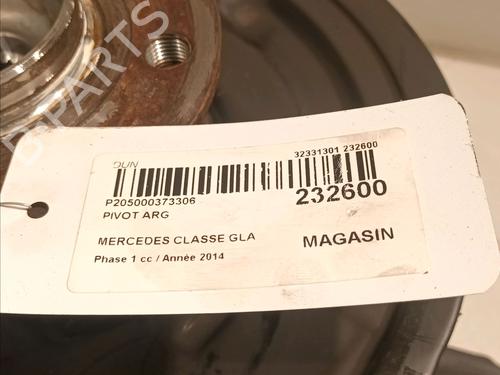 DUN
32331301 232600
P205000373306
232600
PIVOT ARG
MERCEDES CLASSE GLA
MAGASIN
Phase 1 cc / Année 2014
B-PARTS